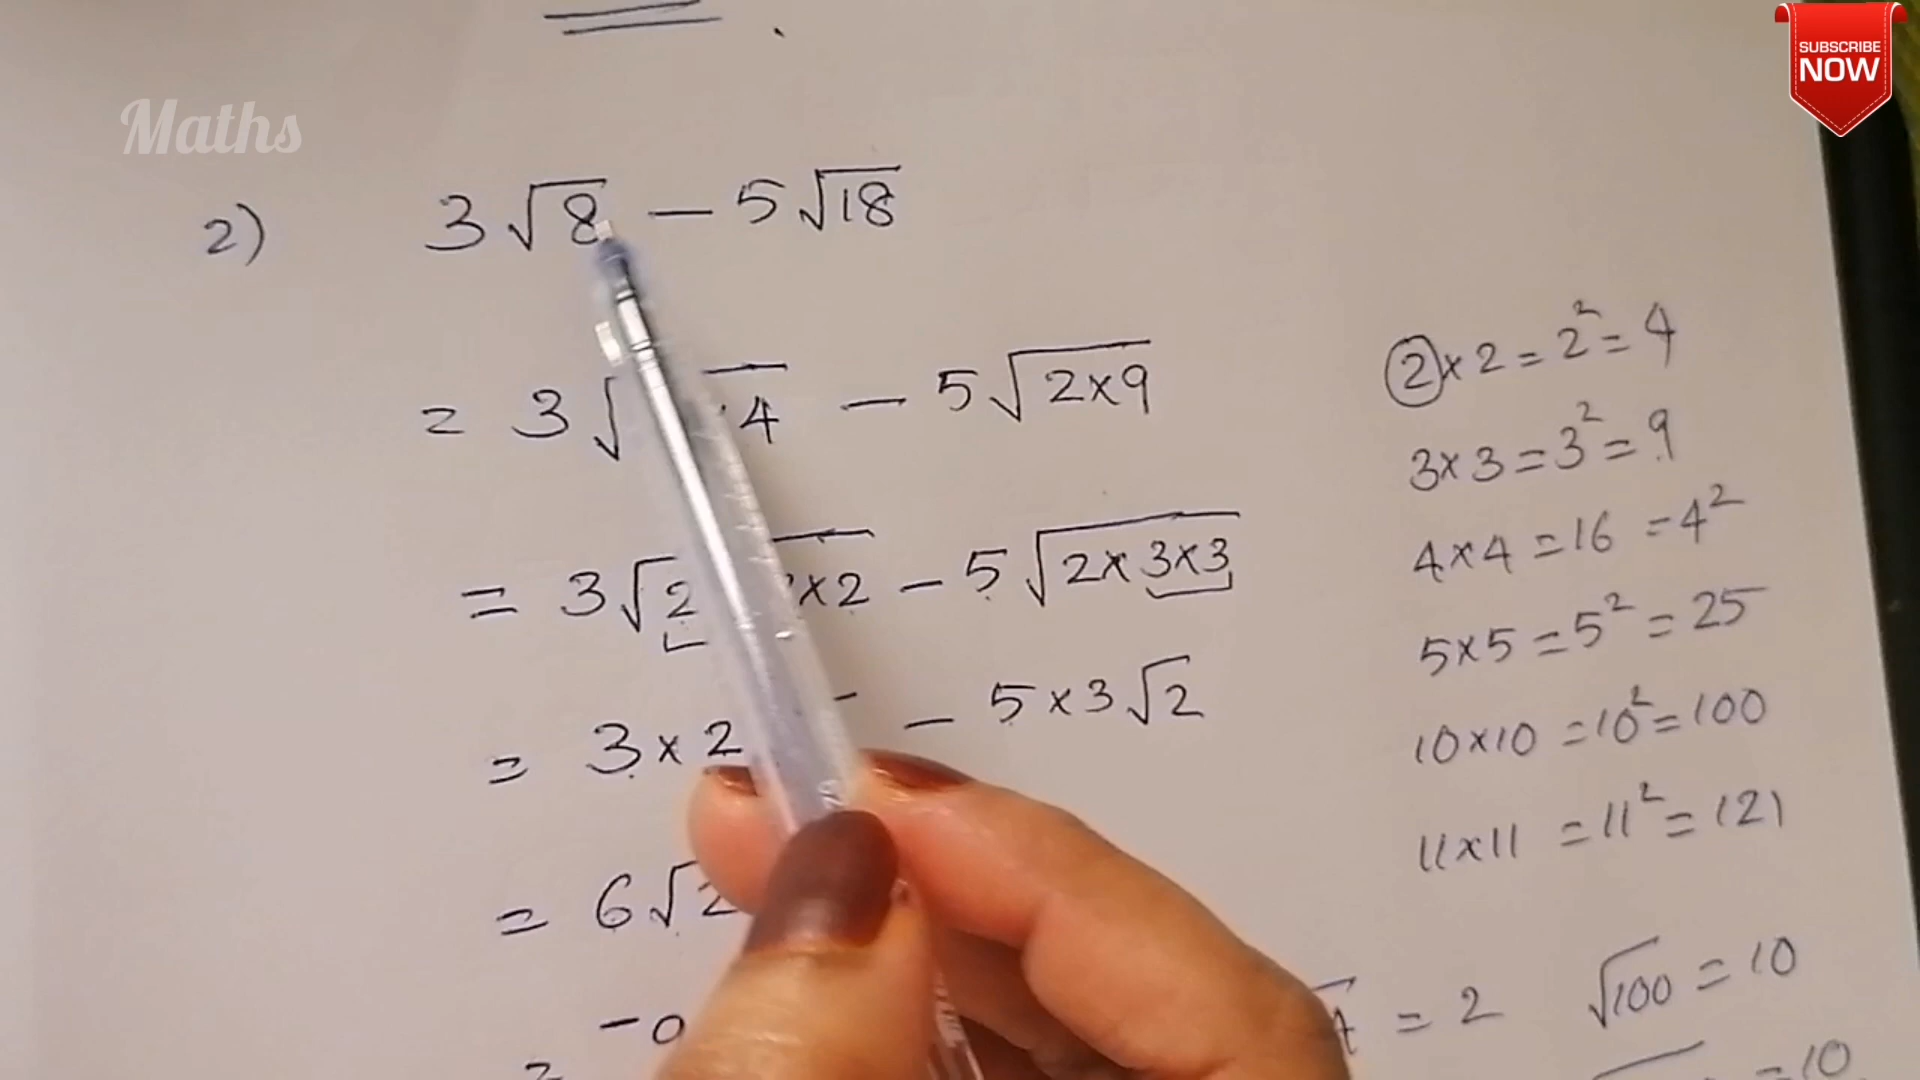 SUBSCRIBE
NOW
Maths
2) 3√8 - 5√18
= 3√ 4 - 5√2×9
= 3√2 ×2 - 5√2×3×3
= 3×2 - 5×3√2
= 6√2
2×2=2²=4
3×3=3²=9
4×4=16=4²
5×5=5²=25
10×10=10²=100
11×11=11²=121
= 2 √100=10
=10